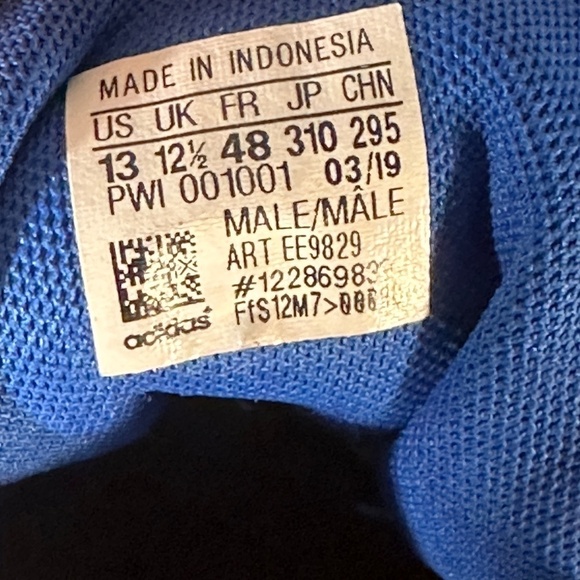 MADE IN INDONESIA
US UK FR JP CHN
13 12½ 48 310 295
PWI 001001 03/19
MALE/MÂLE
ART EE9829
adidas